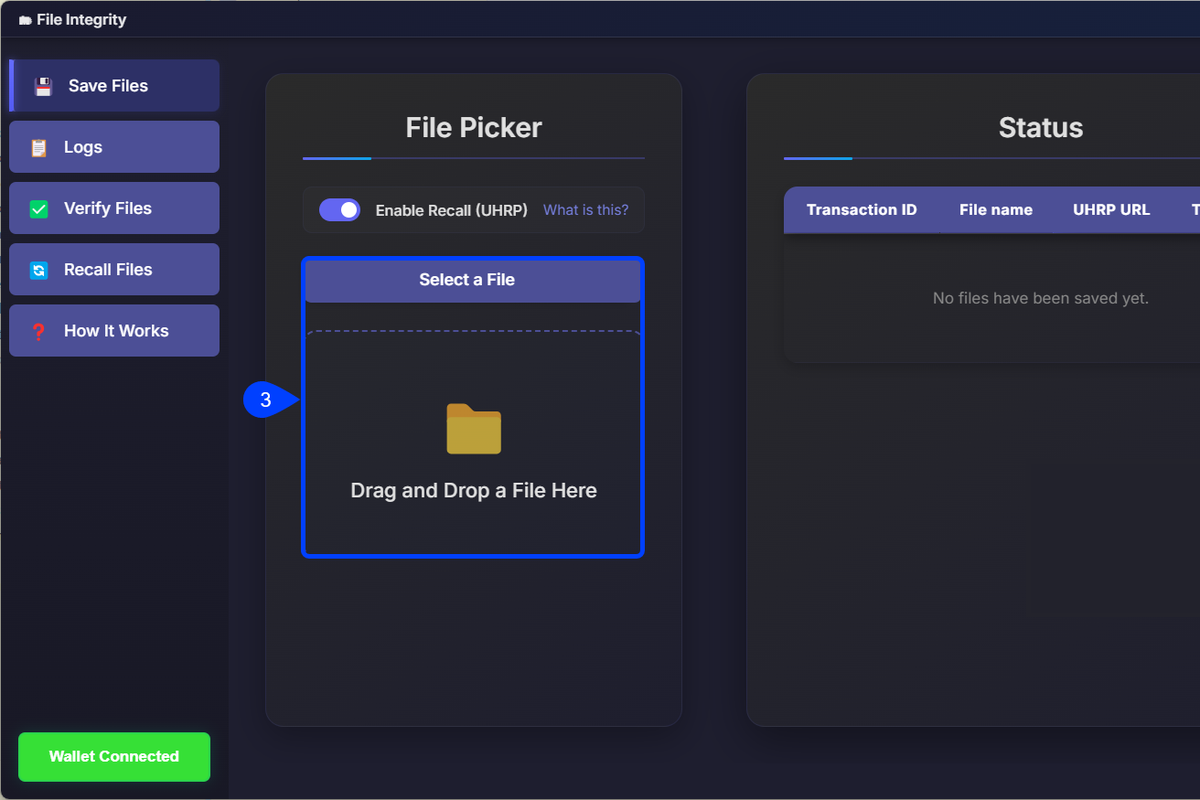 File Integrity
Save Files
Logs
Verify Files
Recall Files
How It Works
Wallet Connected
File Picker
Enable Recall (UHRP) What is this?
Select a File
3
Drag and Drop a File Here
Status
Transaction ID File name UHRP URL
No files have been saved yet.